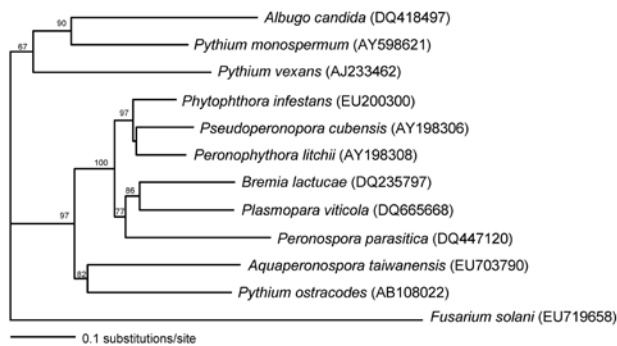 90
Albugo candida (DQ418497)
67
Pythium monospermum (AY598621)
Pythium vexans (AJ233462)
97
Phytophthora infestans (EU200300)
Pseudoperonopora cubensis (AY198306)
Peronophythora litchii (AY198308)
100
86
Bremia lactucae (DQ235797)
77
Plasmopara viticola (DQ665668)
97
Peronospora parasitica (DQ447120)
82
Aquaperonospora taiwanensis (EU703790)
Pythium ostracodes (AB108022)
Fusarium solani (EU719658)
0.1 substitutions/site